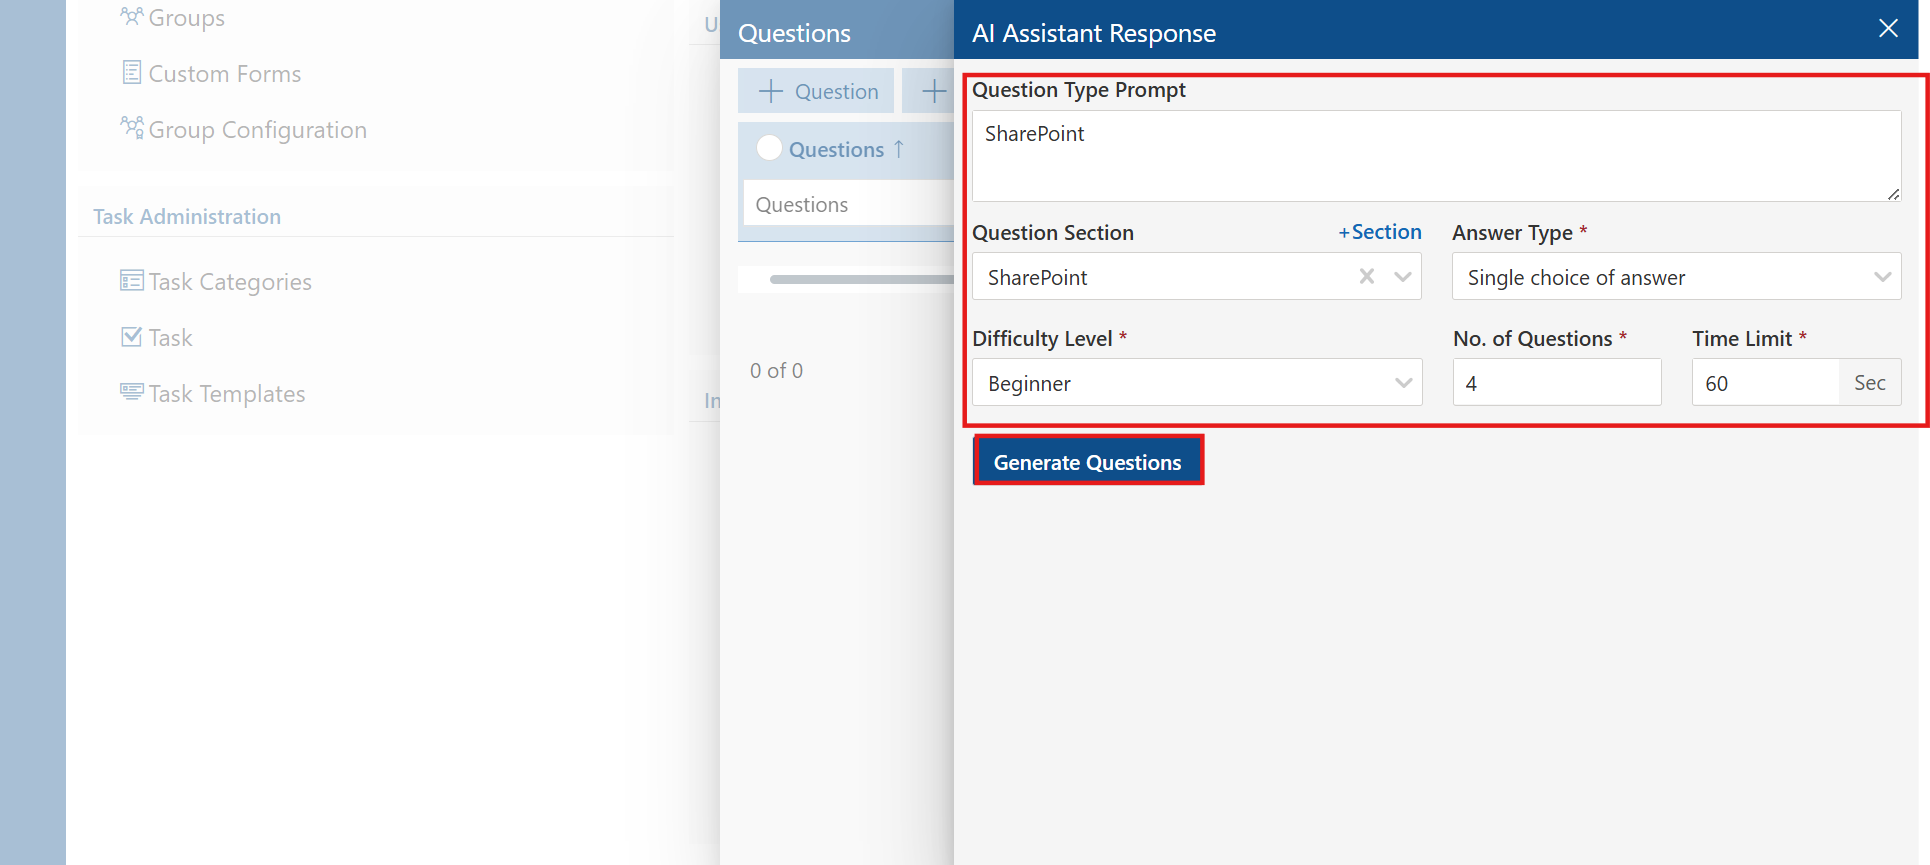 Groups
Custom Forms
Group Configuration
Task Administration
Task Categories
Task
Task Templates
Questions
Question
Questions ↑
Questions
0 of 0
AI Assistant Response
Question Type Prompt
SharePoint
Question Section +Section Answer Type *
SharePoint Single choice of answer
Difficulty Level * No. of Questions * Time Limit *
Beginner 4 60 Sec
Generate Questions